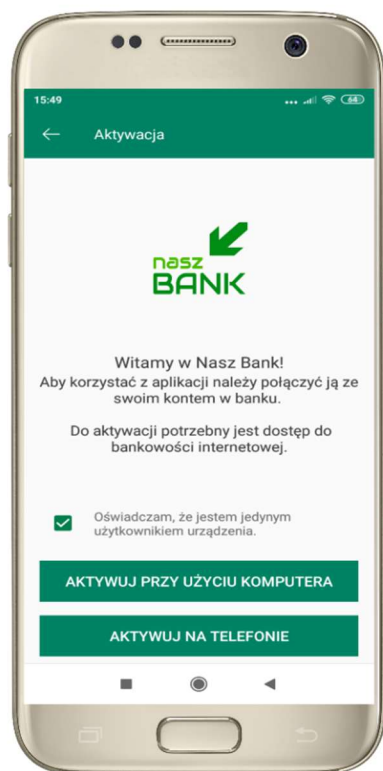 15:49
64
Aktywacja
nasz
BANK
Witamy w Nasz Bank!
Aby korzystać z aplikacji należy połączyć ją ze
swoim kontem w banku.
Do aktywacji potrzebny jest dostęp do
bankowości internetowej.
Oświadczam, że jestem jedynym
użytkownikiem urządzenia.
AKTYWUJ PRZY UŻYCIU KOMPUTERA
AKTYWUJ NA TELEFONIE